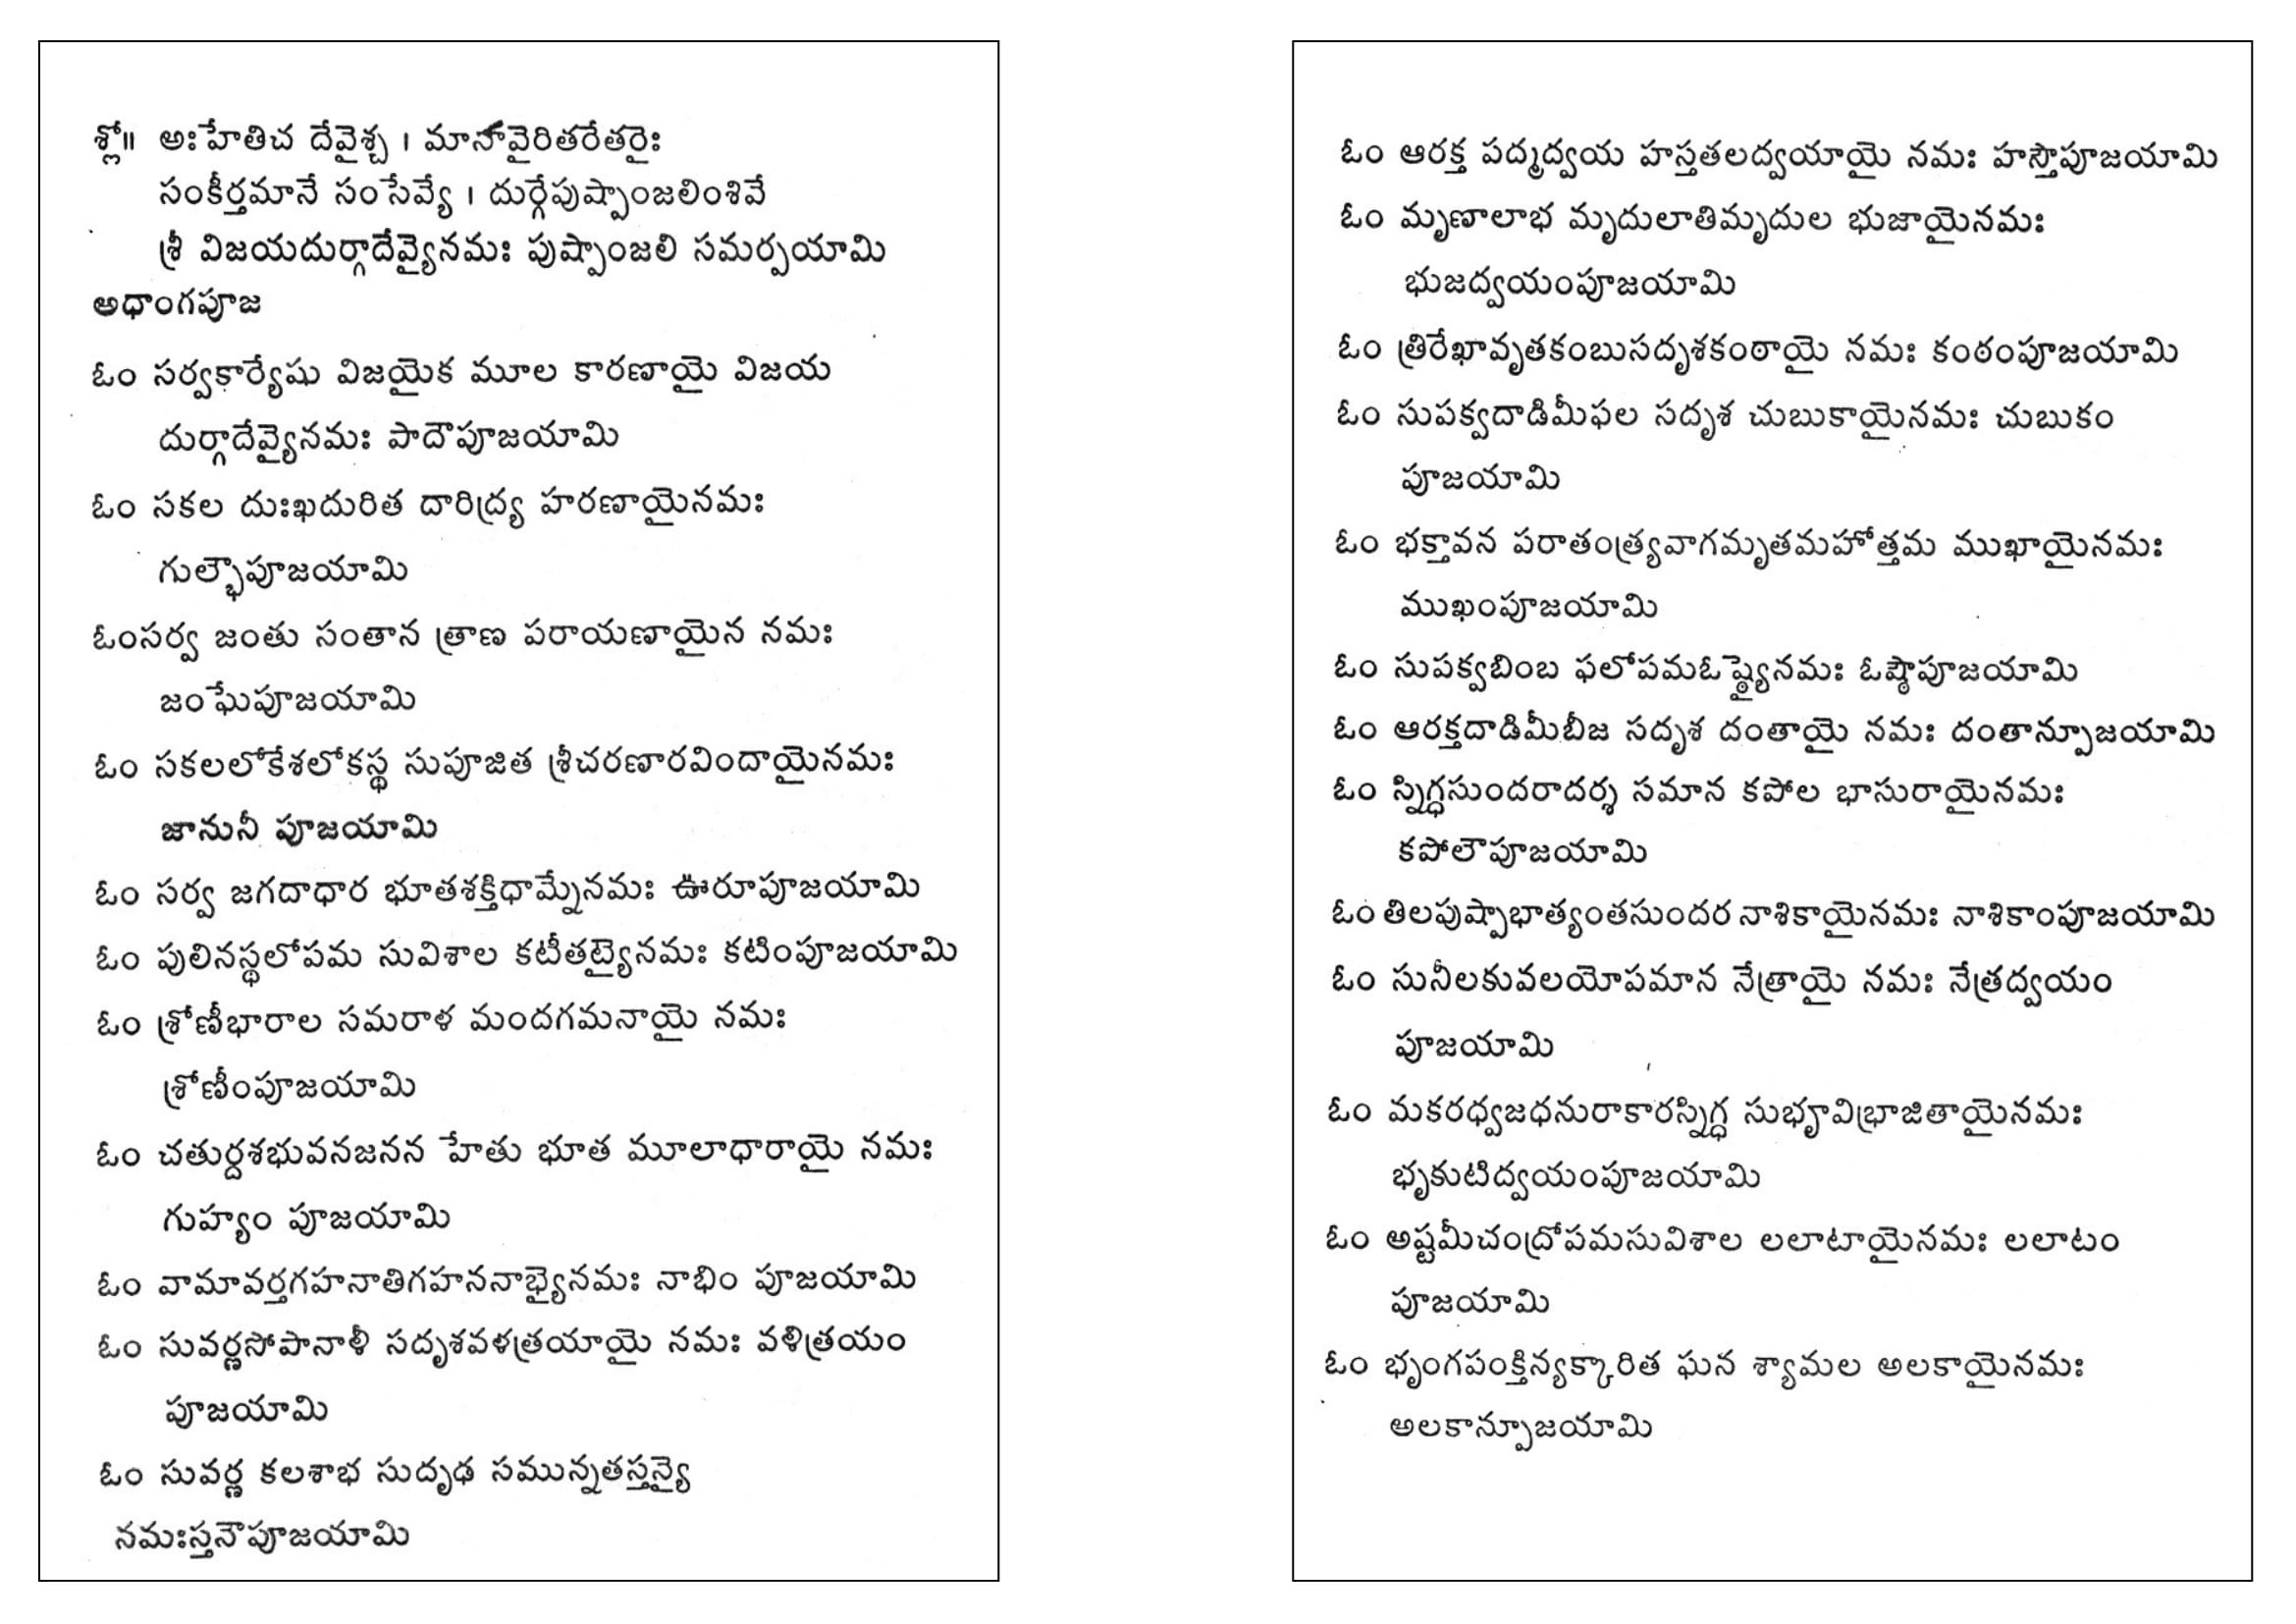 శ్లో॥ అఃహేతిచ దేవైశ్చ । మానవైరితరేతరైః
సంకీర్తమానే సంసేవ్యే । దుర్గేపుష్పాంజలింశివే
శ్రీ విజయదుర్గాదేవ్యైనమః పుష్పాంజలి సమర్పయామి
అధాంగపూజ
ఓం సర్వకార్యేషు విజయైక మూల కారణాయై విజయ
దుర్గాదేవ్యైనమః పాదౌపూజయామి
ఓం సకల దుఃఖదురిత దారిద్ర్య హరణాయైనమః
గుల్ఫౌపూజయామి
ఓంసర్వ జంతు సంతాన త్రాణ పరాయణాయైన నమః
జంఘేపూజయామి
ఓం సకలలోకేశలోకస్థ సుపూజిత శ్రీచరణారవిందాయైనమః
జానునీ పూజయామి
ఓం సర్వ జగదాధార భూతశక్తిధామ్నేనమః ఊరూపూజయామి
ఓం పులినస్థలోపమ సువిశాల కటీతట్యైనమః కటింపూజయామి
ఓం శ్రోణీభారాల సమరాళ మందగమనాయై నమః
శ్రోణీంపూజయామి
ఓం చతుర్దశభువనజనన హేతు భూత మూలాధారాయై నమః
గుహ్యం పూజయామి
ఓం వామావర్తగహనాతిగహననాభ్యైనమః నాభిం పూజయామి
ఓం సువర్ణసోపానాళీ సదృశవళత్రయాయై నమః వళిత్రయం
పూజయామి
ఓం సువర్ణ కలశాభ సుదృఢ సమున్నతస్తన్యై
నమఃస్తనౌపూజయామి
ఓం ఆరక్త పద్మద్వయ హస్తతలద్వయాయై నమః హస్తౌపూజయామి
ఓం మృణాలాభ మృదులాతిమృదుల భుజాయైనమః
భుజద్వయంపూజయామి
ఓం త్రిరేఖావృతకంబుసదృశకంఠాయై నమః కంఠంపూజయామి
ఓం సుపక్వదాడిమీఫల సదృశ చుబుకాయైనమః చుబుకం
పూజయామి
ఓం భక్తావన పరాతంత్ర్యవాగమృతమహోత్తమ ముఖాయైనమః
ముఖంపూజయామి
ఓం సుపక్వబింబ ఫలోపమఓష్ఠ్యైనమః ఓష్ఠౌపూజయామి
ఓం ఆరక్తదాడిమీబీజ సదృశ దంతాయై నమః దంతాన్పూజయామి
ఓం స్నిగ్ధసుందరాదర్శ సమాన కపోల భాసురాయైనమః
కపోలౌపూజయామి
ఓం తిలపుష్పాభాత్యంతసుందర నాశికాయైనమః నాశికాంపూజయామి
ఓం సునీలకువలయోపమాన నేత్రాయై నమః నేత్రద్వయం
పూజయామి
ఓం మకరధ్వజధనురాకారస్నిగ్ధ సుభౄవిభ్రాజితాయైనమః
భృకుటిద్వయంపూజయామి
ఓం అష్టమీచంద్రోపమసువిశాల లలాటాయైనమః లలాటం
పూజయామి
ఓం భృంగపంక్తిన్యక్కారిత ఘన శ్యామల అలకాయైనమః
అలకాన్పూజయామి